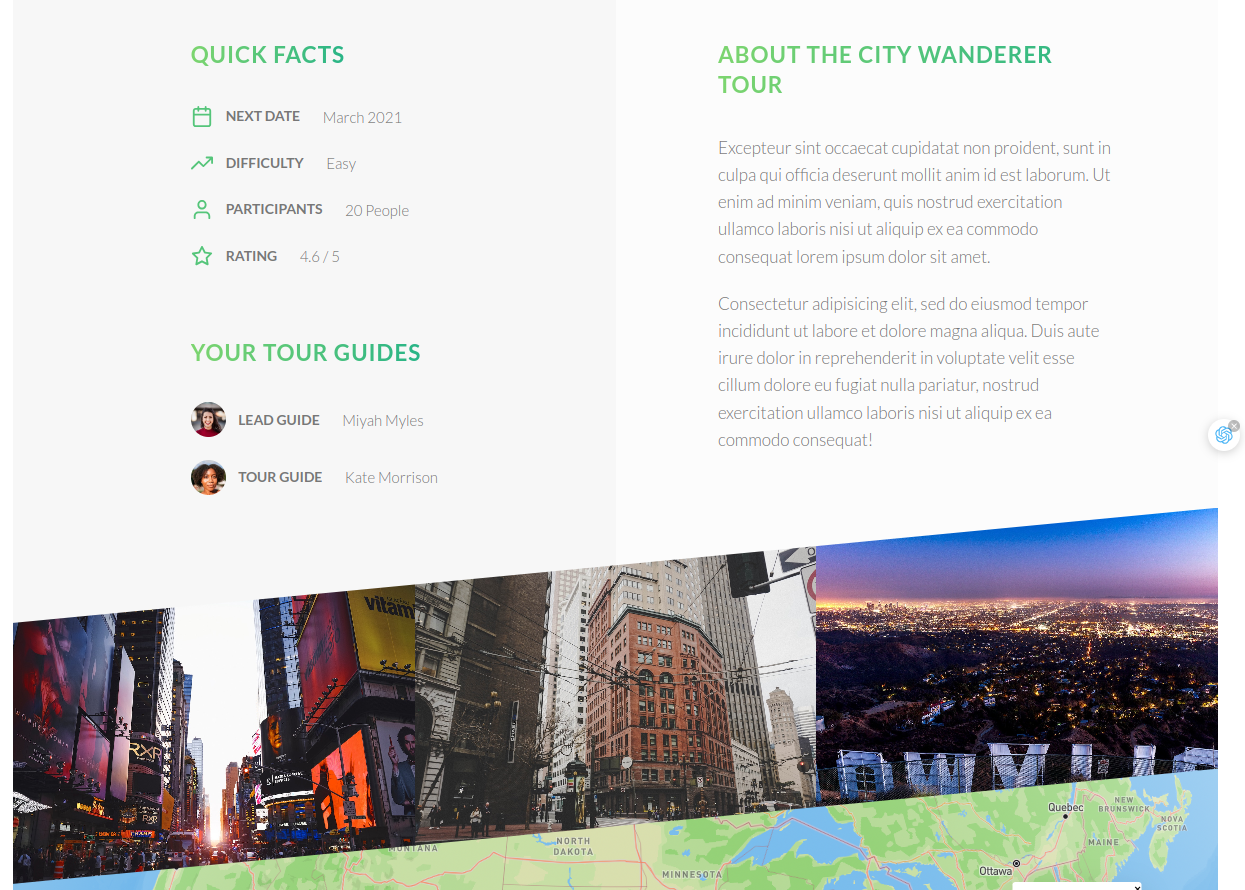 QUICK FACTS
NEXT DATE March 2021
DIFFICULTY Easy
PARTICIPANTS 20 People
RATING 4.6 / 5
YOUR TOUR GUIDES
LEAD GUIDE Miyah Myles
TOUR GUIDE Kate Morrison
ABOUT THE CITY WANDERER
TOUR
Excepteur sint occaecat cupidatat non proident, sunt in
culpa qui officia deserunt mollit anim id est laborum. Ut
enim ad minim veniam, quis nostrud exercitation
ullamco laboris nisi ut aliquip ex ea commodo
consequat lorem ipsum dolor sit amet.
Consectetur adipisicing elit, sed do eiusmod tempor
incididunt ut labore et dolore magna aliqua. Duis aute
irure dolor in reprehenderit in voluptate velit esse
cillum dolore eu fugiat nulla pariatur, nostrud
exercitation ullamco laboris nisi ut aliquip ex ea
commodo consequat!
vitam
RXR
RXR
MONTANA
NORTH
DAKOTA
MINNESOTA
Quebec
NEW
BRUNSWICK
NOVA
SCOTIA
MAINE
Ottawa